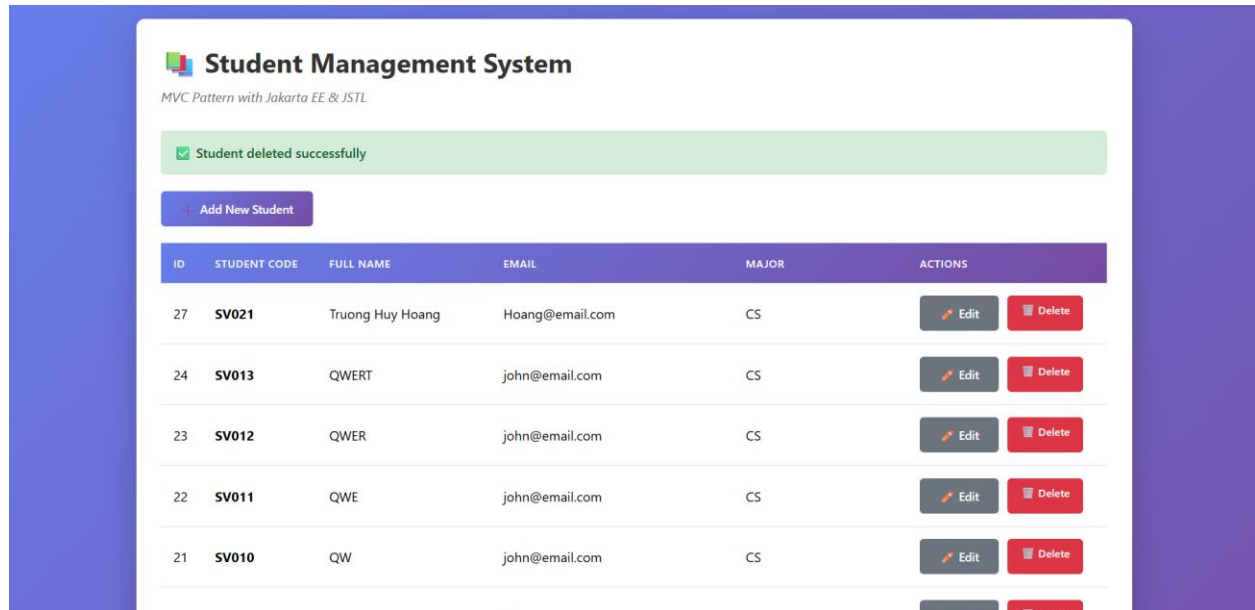 Student Management System
MVC Pattern with Jakarta EE & JSTL
Student deleted successfully
Add New Student
ID STUDENT CODE FULL NAME EMAIL MAJOR ACTIONS
27 SV021 Truong Huy Hoang Hoang@email.com CS Edit Delete
24 SV013 QWERT john@email.com CS Edit Delete
23 SV012 QWER john@email.com CS Edit Delete
22 SV011 QWE john@email.com CS Edit Delete
21 SV010 QW john@email.com CS Edit Delete